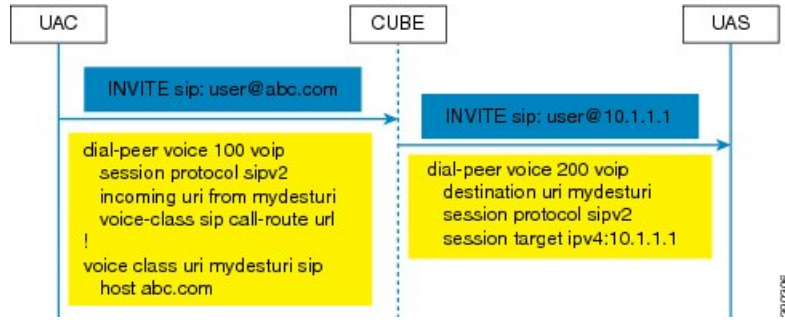 UAC
CUBE
UAS
INVITE sip: user@abc.com
INVITE sip: user@10.1.1.1
dial-peer voice 100 voip
session protocol sipv2
incoming uri from mydesturi
voice-class sip call-route url
!
voice class uri mydesturi sip
host abc.com
dial-peer voice 200 voip
destination uri mydesturi
session protocol sipv2
session target ipv4:10.1.1.1